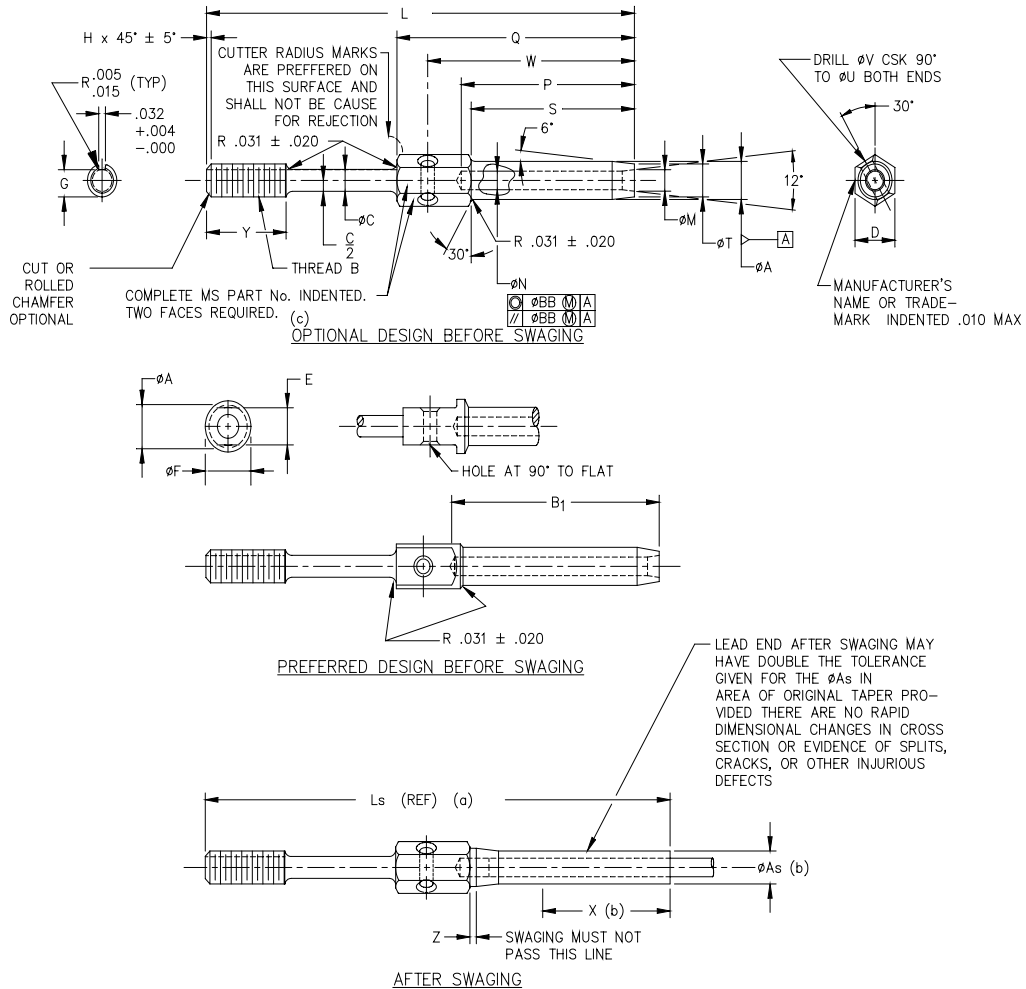 L
H x 45° ± 5°
Q
CUTTER RADIUS MARKS
ARE PREFFERED ON
THIS SURFACE AND
SHALL NOT BE CAUSE
FOR REJECTION
W
DRILL øV CSK 90°
TO øU BOTH ENDS
R .005 (TYP)
.015
P
.032
+.004
-.000
S
30°
6°
R .031 ± .020
G
12°
øC
øM
Y
C
2
R .031 ± .020
øT
A
D
30°
øA
THREAD B
øN
CUT OR
ROLLED
CHAMFER
OPTIONAL
COMPLETE MS PART No. INDENTED.
TWO FACES REQUIRED. (c)
◎ øBB Ⓜ A
// øBB Ⓜ A
MANUFACTURER'S
NAME OR TRADE-
MARK INDENTED .010 MAX
OPTIONAL DESIGN BEFORE SWAGING
øA
E
øF
HOLE AT 90° TO FLAT
B1
R .031 ± .020
PREFERRED DESIGN BEFORE SWAGING
LEAD END AFTER SWAGING MAY
HAVE DOUBLE THE TOLERANCE
GIVEN FOR THE øAs IN
AREA OF ORIGINAL TAPER PRO-
VIDED THERE ARE NO RAPID
DIMENSIONAL CHANGES IN CROSS
SECTION OR EVIDENCE OF SPLITS,
CRACKS, OR OTHER INJURIOUS
DEFECTS
Ls (REF) (a)
øAs (b)
X (b)
Z
SWAGING MUST NOT
PASS THIS LINE
AFTER SWAGING